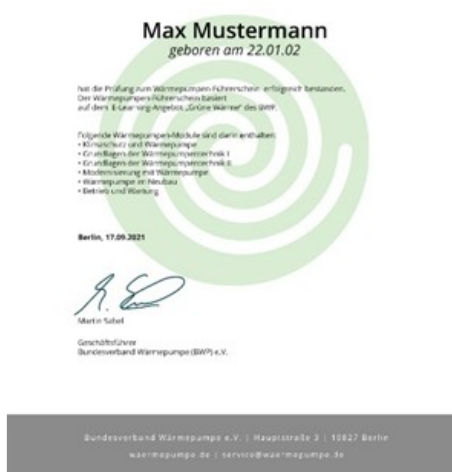 Max Mustermann
geboren am 22.01.02
hat die Prüfung zum Wärmepumpen-Führerschein erfolgreich bestanden.
Der Wärmepumpen-Führerschein basiert
auf dem E-Learning-Angebot „Grüne Wärme“ des BWP.
Folgende Wärmepumpen-Module sind darin enthalten:
• Klimaschutz und Wärmepumpe
• Grundlagen der Wärmepumpentechnik I
• Grundlagen der Wärmepumpentechnik II
• Modernisierung mit Wärmepumpe
• Wärmepumpe im Neubau
• Betrieb und Wartung
Berlin, 17.09.2021
Martin Sabel
Geschäftsführer
Bundesverband Wärmepumpe (BWP) e.V.
Bundesverband Wärmepumpe e.V. | Hauptstraße 3 | 10827 Berlin
waermepumpe.de | service@waermepumpe.de